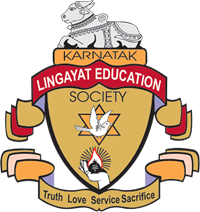 KARNATAK
LINGAYAT EDUCATION
SOCIETY
Truth Love Service Sacrifice